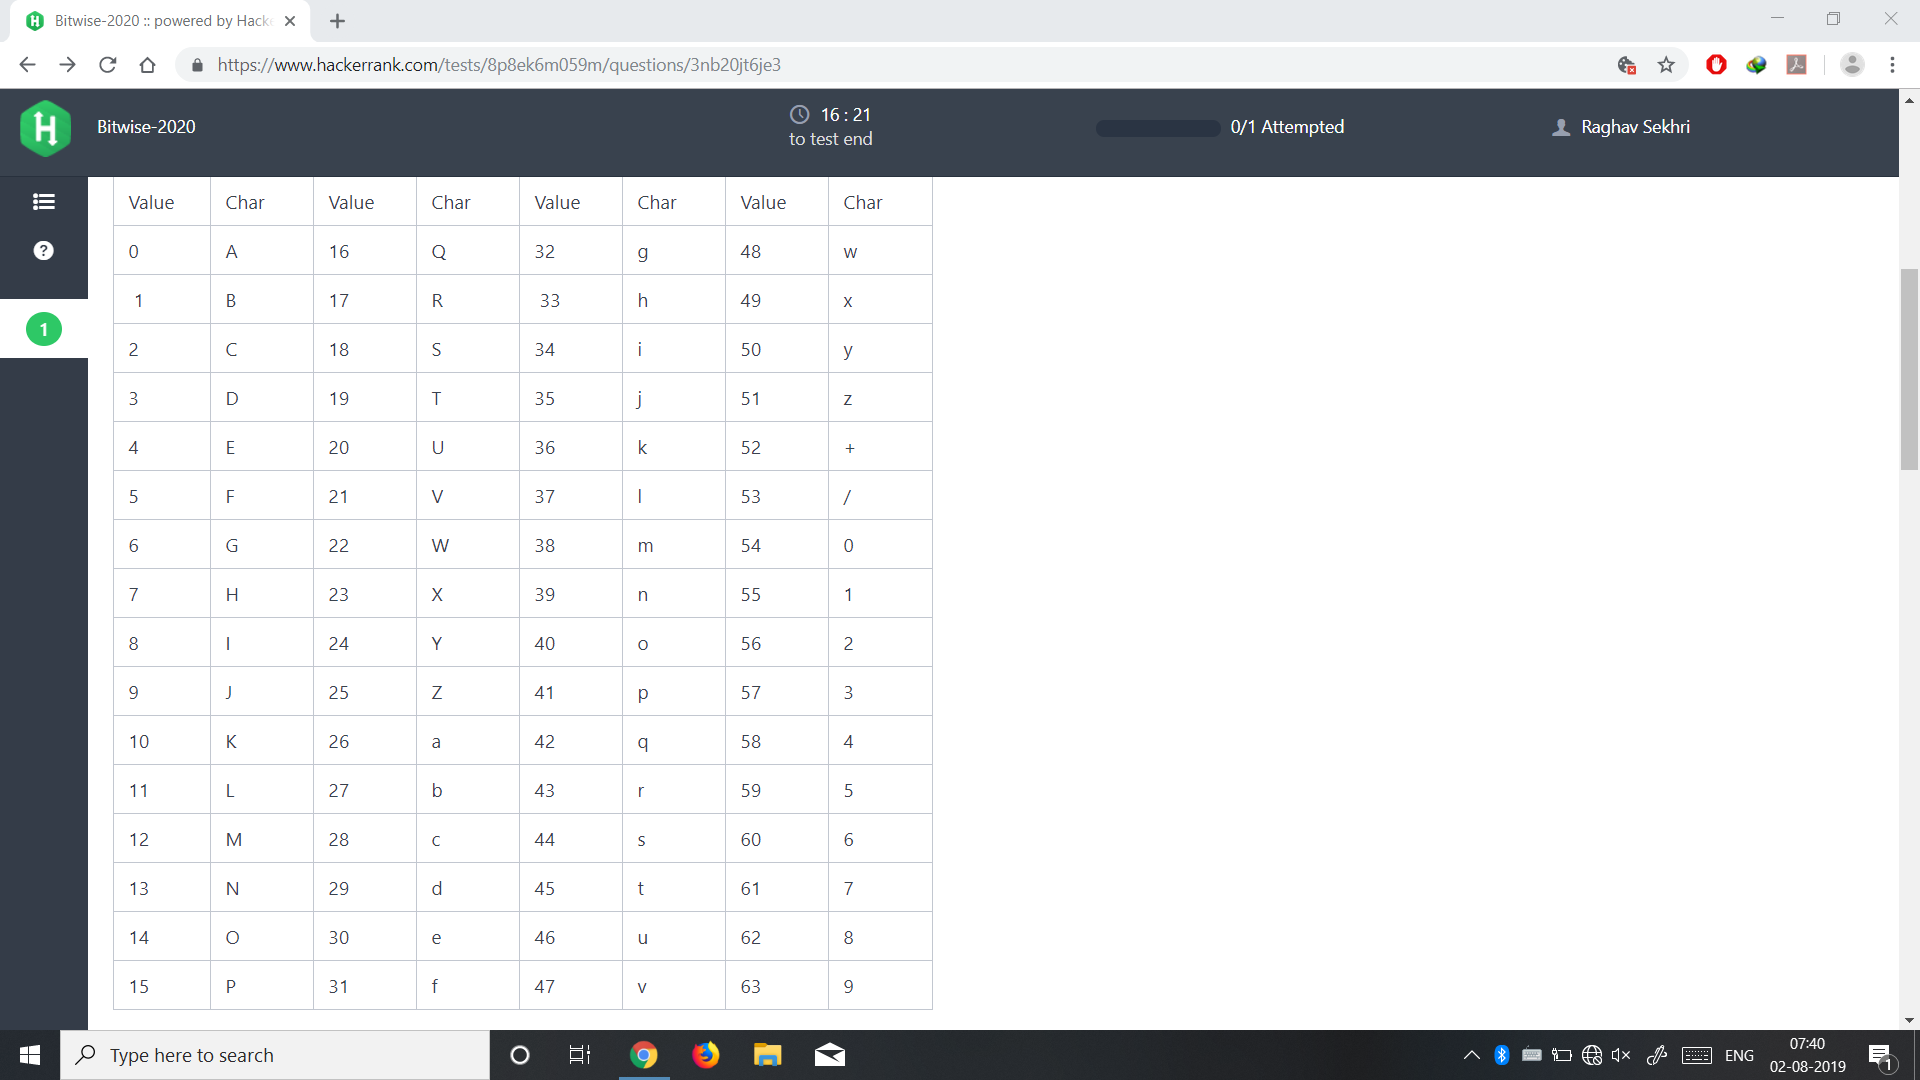 Bitwise-2020 :: powered by Hack
https://www.hackerrank.com/tests/8p8ek6m059m/questions/3nb20jt6je3
Bitwise-2020
16 : 21
to test end
0/1 Attempted
Raghav Sekhri
1
Value Char Value Char Value Char Value Char
0 A 16 Q 32 g 48 w
1 B 17 R 33 h 49 x
2 C 18 S 34 i 50 y
3 D 19 T 35 j 51 z
4 E 20 U 36 k 52 +
5 F 21 V 37 l 53 /
6 G 22 W 38 m 54 0
7 H 23 X 39 n 55 1
8 I 24 Y 40 o 56 2
9 J 25 Z 41 p 57 3
10 K 26 a 42 q 58 4
11 L 27 b 43 r 59 5
12 M 28 c 44 s 60 6
13 N 29 d 45 t 61 7
14 O 30 e 46 u 62 8
15 P 31 f 47 v 63 9
Type here to search
ENG
07:40
02-08-2019
1